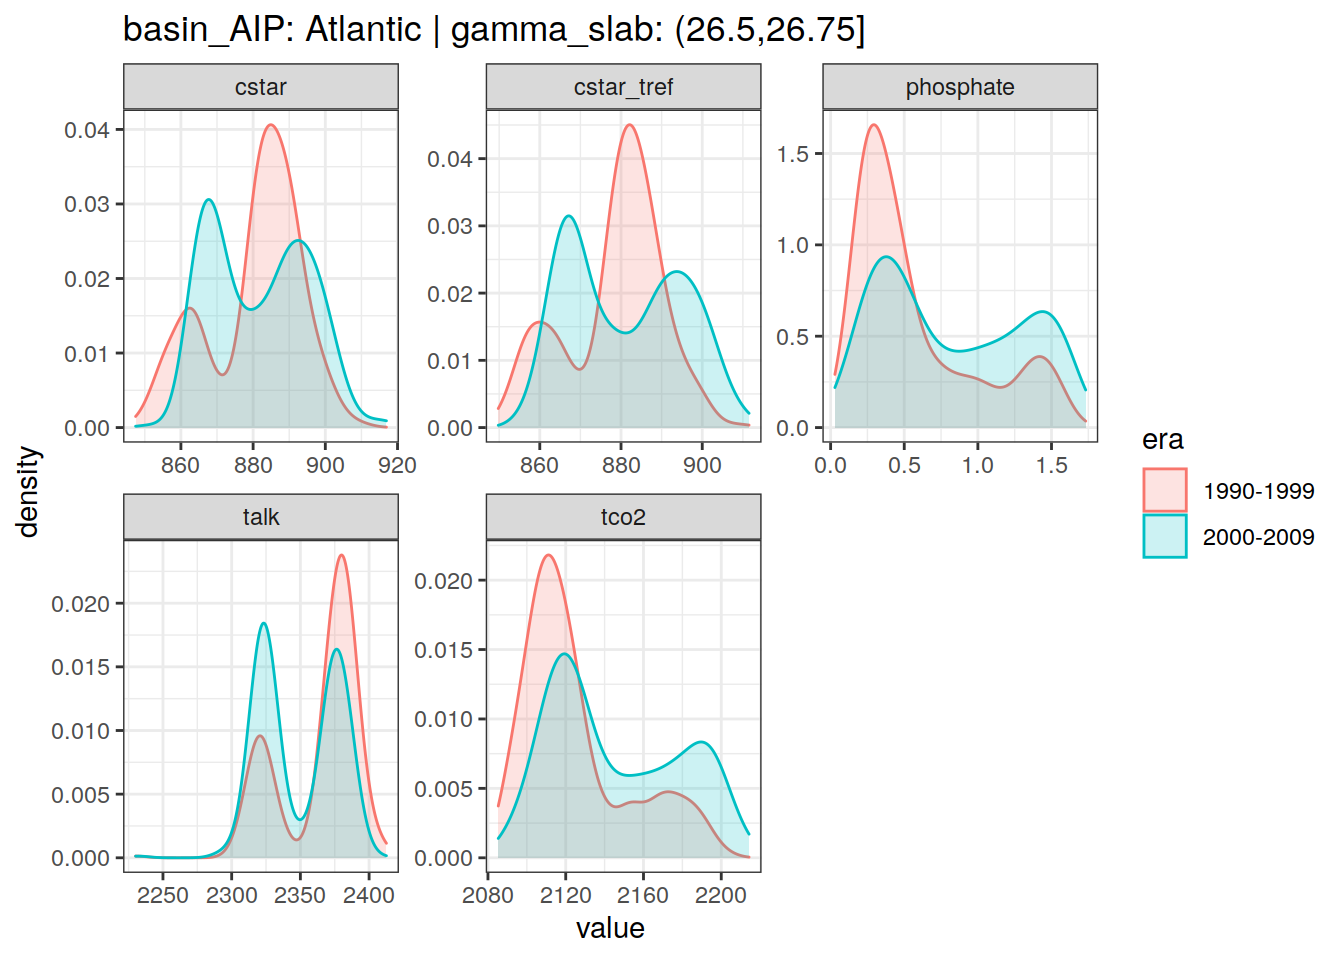 basin_AIP: Atlantic | gamma_slab: (26.5,26.75]
cstar
cstar_tref
phosphate
0.04
0.03
0.02
0.01
0.00
860 880 900 920
0.04
0.03
0.02
0.01
0.00
860 880 900
1.5
1.0
0.5
0.0
0.0 0.5 1.0 1.5
density
talk
tco2
0.020
0.015
0.010
0.005
0.000
2250 2300 2350 2400
0.020
0.015
0.010
0.005
0.000
2080 2120 2160 2200
value
era
1990-1999
2000-2009